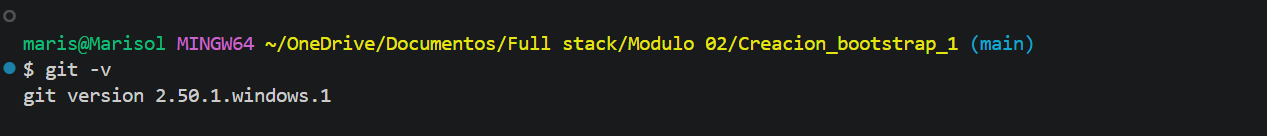 maris@Marisol MINGW64 ~/OneDrive/Documentos/Full stack/Modulo 02/Creacion_bootstrap_1 (main)
$ git -v
git version 2.50.1.windows.1